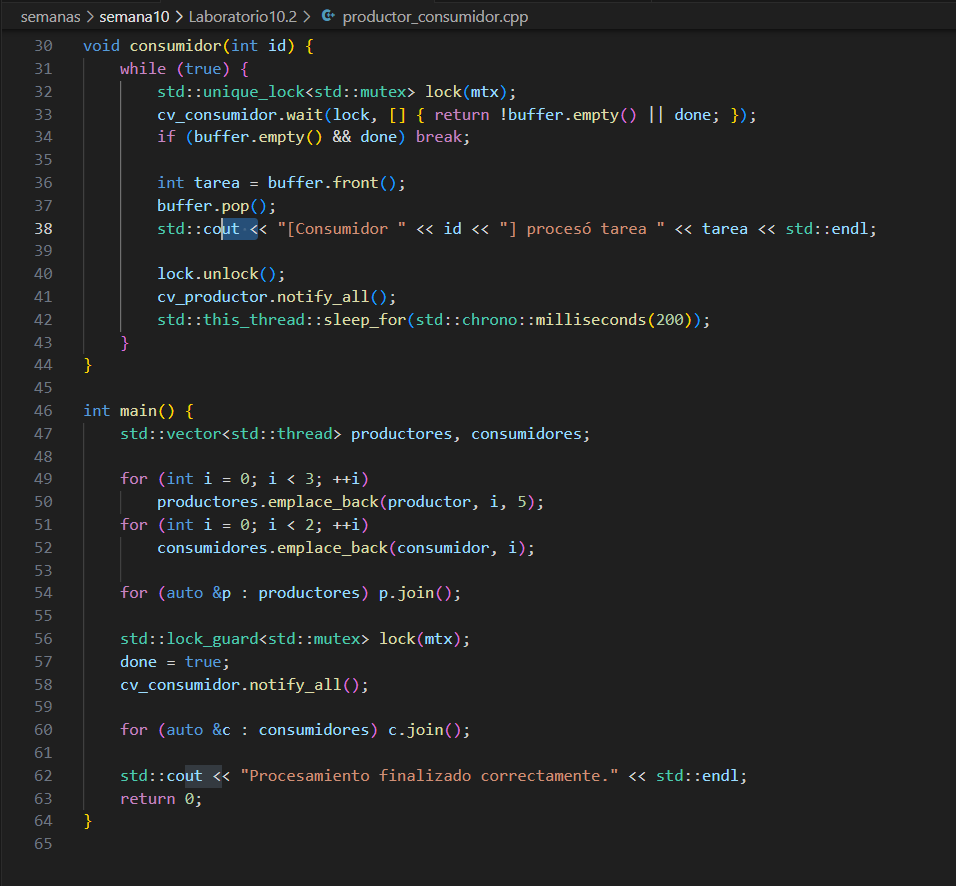 semanas > semana10 > Laboratorio10.2 > productor_consumidor.cpp
30 void consumidor(int id) {
31     while (true) {
32         std::unique_lock<std::mutex> lock(mtx);
33         cv_consumidor.wait(lock, [] { return !buffer.empty() || done; });
34         if (buffer.empty() && done) break;
35
36         int tarea = buffer.front();
37         buffer.pop();
38         std::cout << "[Consumidor " << id << "] procesó tarea " << tarea << std::endl;
39
40         lock.unlock();
41         cv_productor.notify_all();
42         std::this_thread::sleep_for(std::chrono::milliseconds(200));
43     }
44 }
45
46 int main() {
47     std::vector<std::thread> productores, consumidores;
48
49     for (int i = 0; i < 3; ++i)
50         productores.emplace_back(productor, i, 5);
51     for (int i = 0; i < 2; ++i)
52         consumidores.emplace_back(consumidor, i);
53
54     for (auto &p : productores) p.join();
55
56     std::lock_guard<std::mutex> lock(mtx);
57     done = true;
58     cv_consumidor.notify_all();
59
60     for (auto &c : consumidores) c.join();
61
62     std::cout << "Procesamiento finalizado correctamente." << std::endl;
63     return 0;
64 }
65